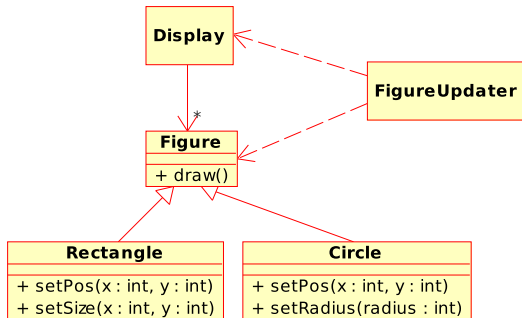 Display
FigureUpdater
*
Figure
+ draw()
Rectangle
+ setPos(x : int, y : int)
+ setSize(x : int, y : int)
Circle
+ setPos(x : int, y : int)
+ setRadius(radius : int)